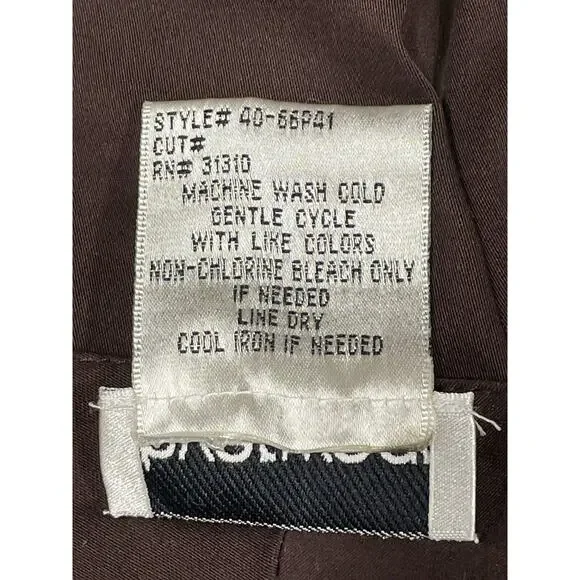 STYLE# 40-66P41
CUT#
RN# 31310
MACHINE WASH COLD
GENTLE CYCLE
WITH LIKE COLORS
NON-CHLORINE BLEACH ONLY
IF NEEDED
LINE DRY
COOL IRON IF NEEDED